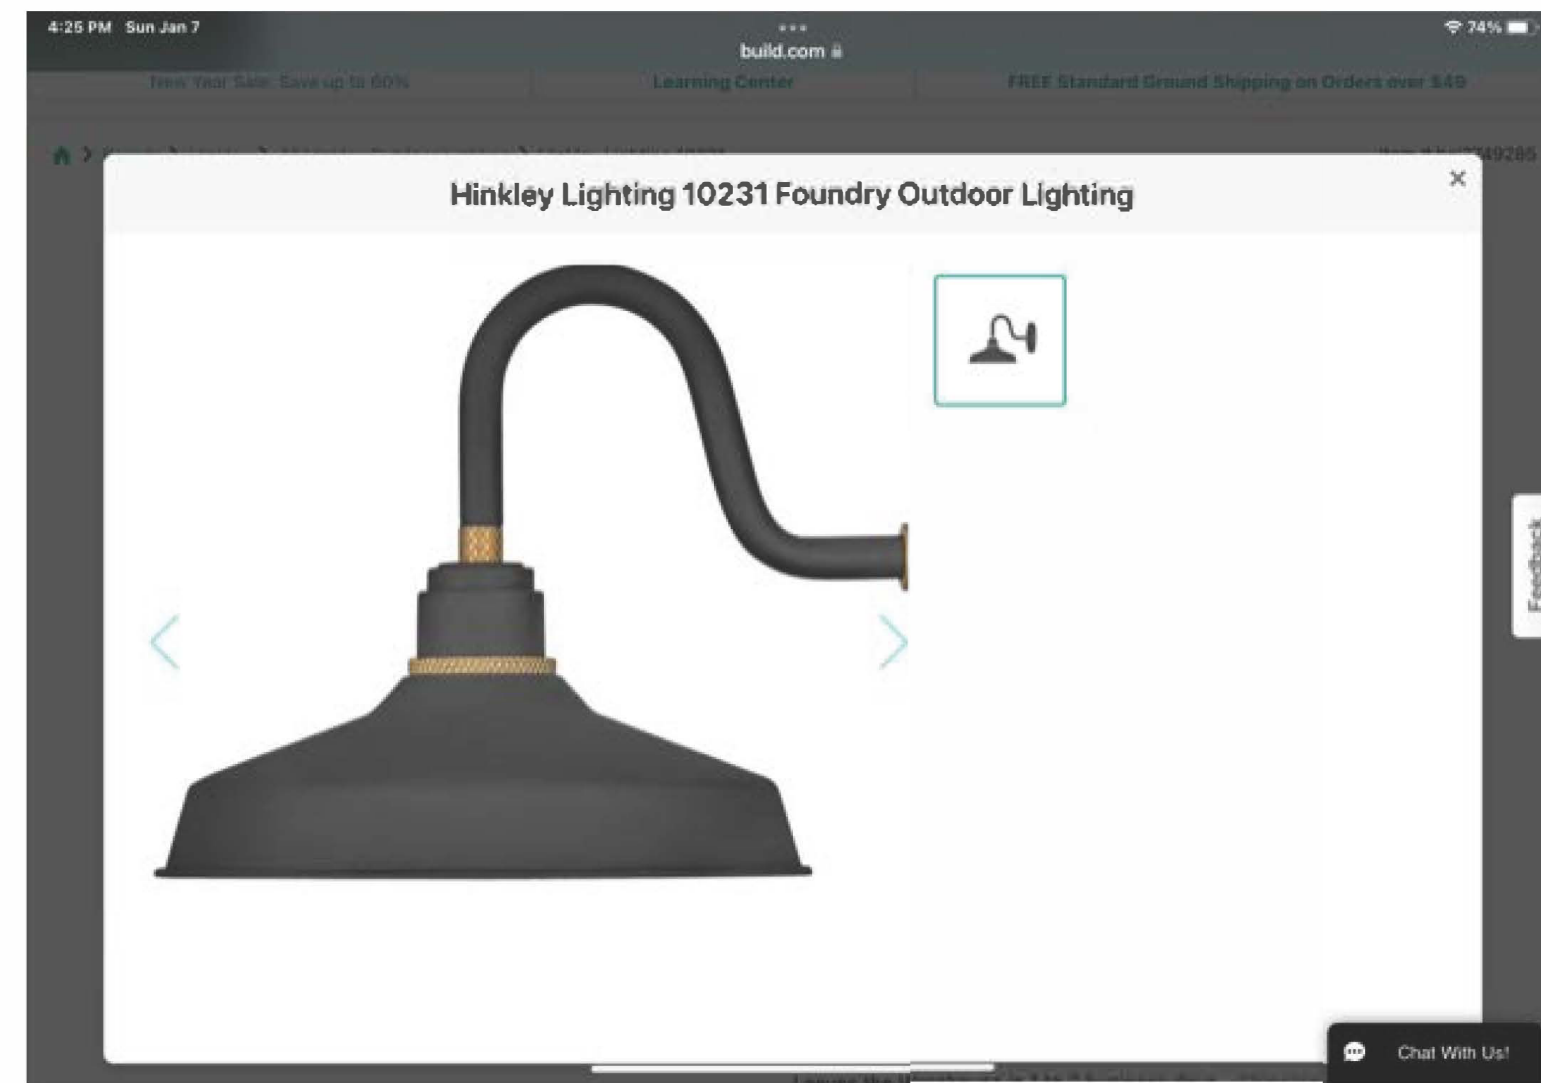 4:25 PM Sun Jan 7
74%
build.com
New Year Sale: Save up to 60%
Learning Center
FREE Standard Ground Shipping on Orders over $49
Hinkley Lighting 10231 Foundry Outdoor Lighting
Feedback
Chat With Us!